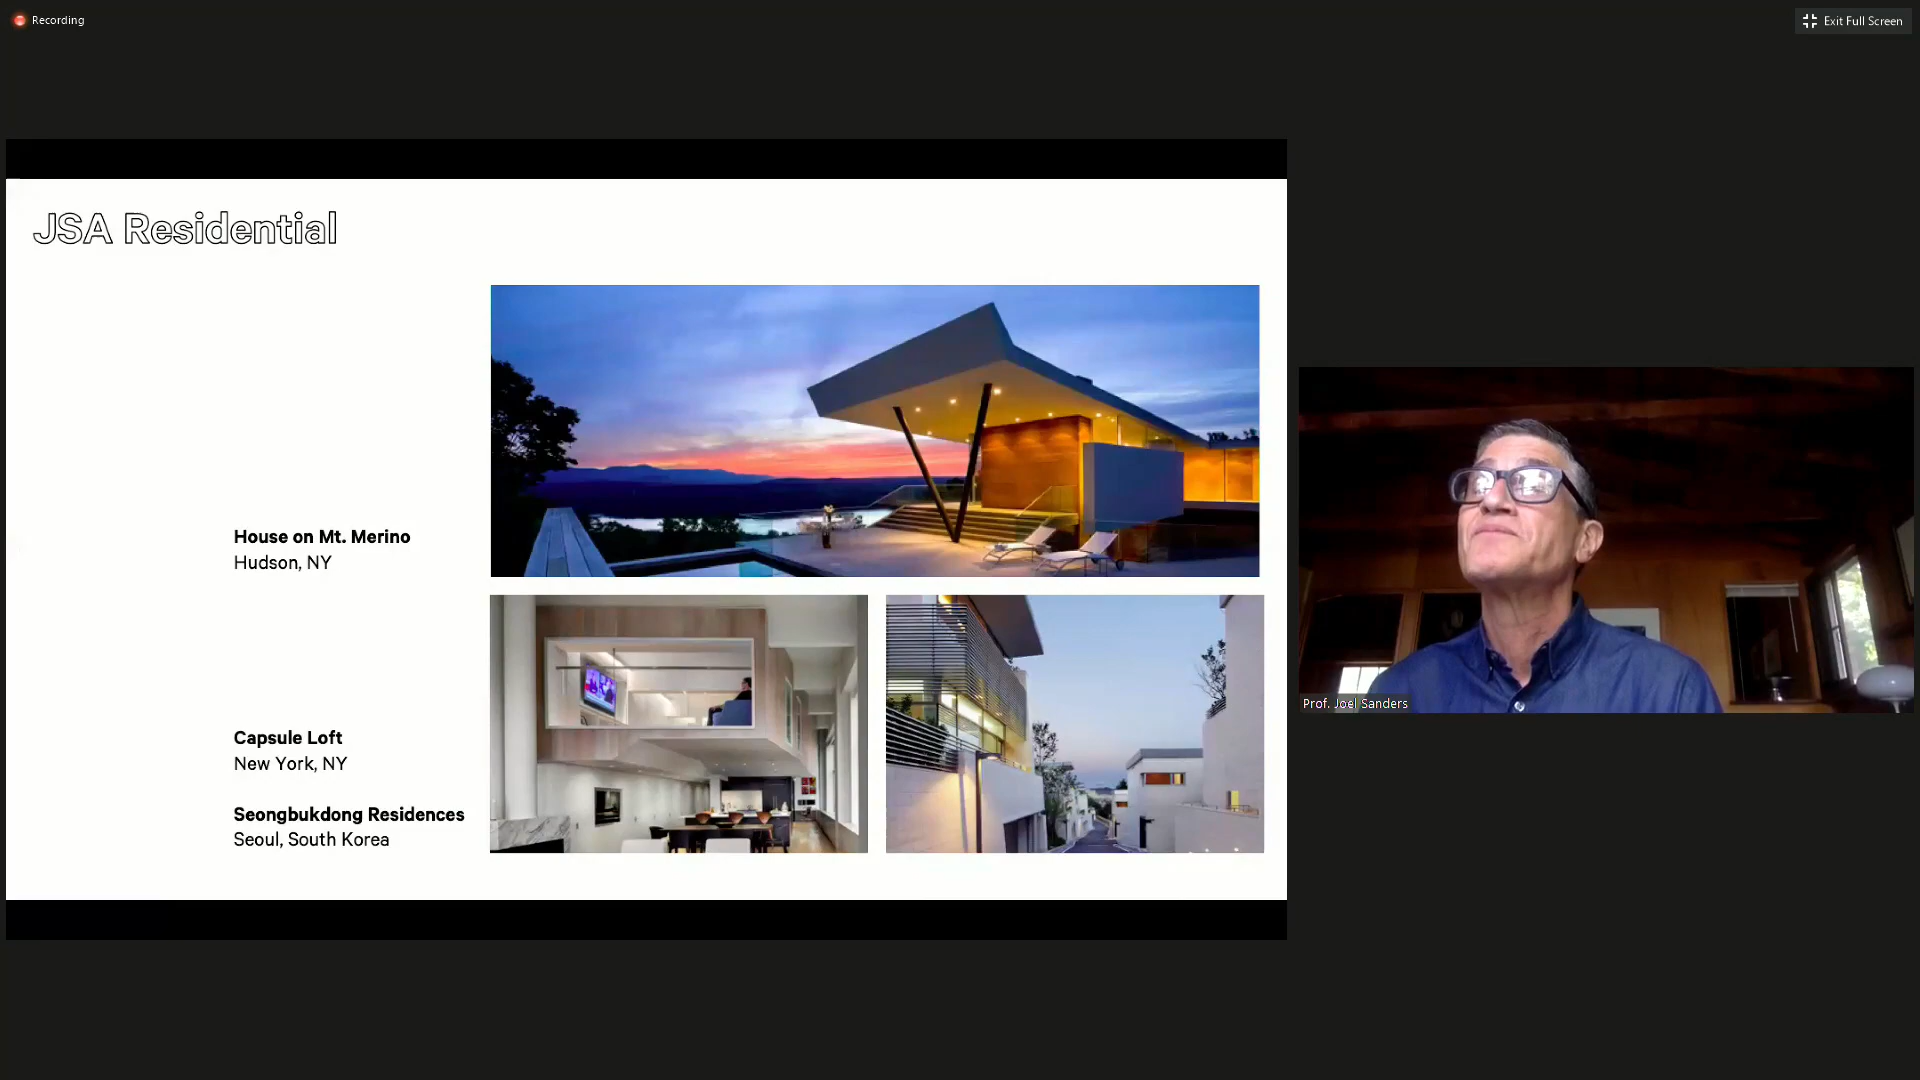 Recording
Exit Full Screen
JSA Residential
House on Mt. Merino
Hudson, NY
Capsule Loft
New York, NY
Seongbukdong Residences
Seoul, South Korea
Prof. Joel Sanders